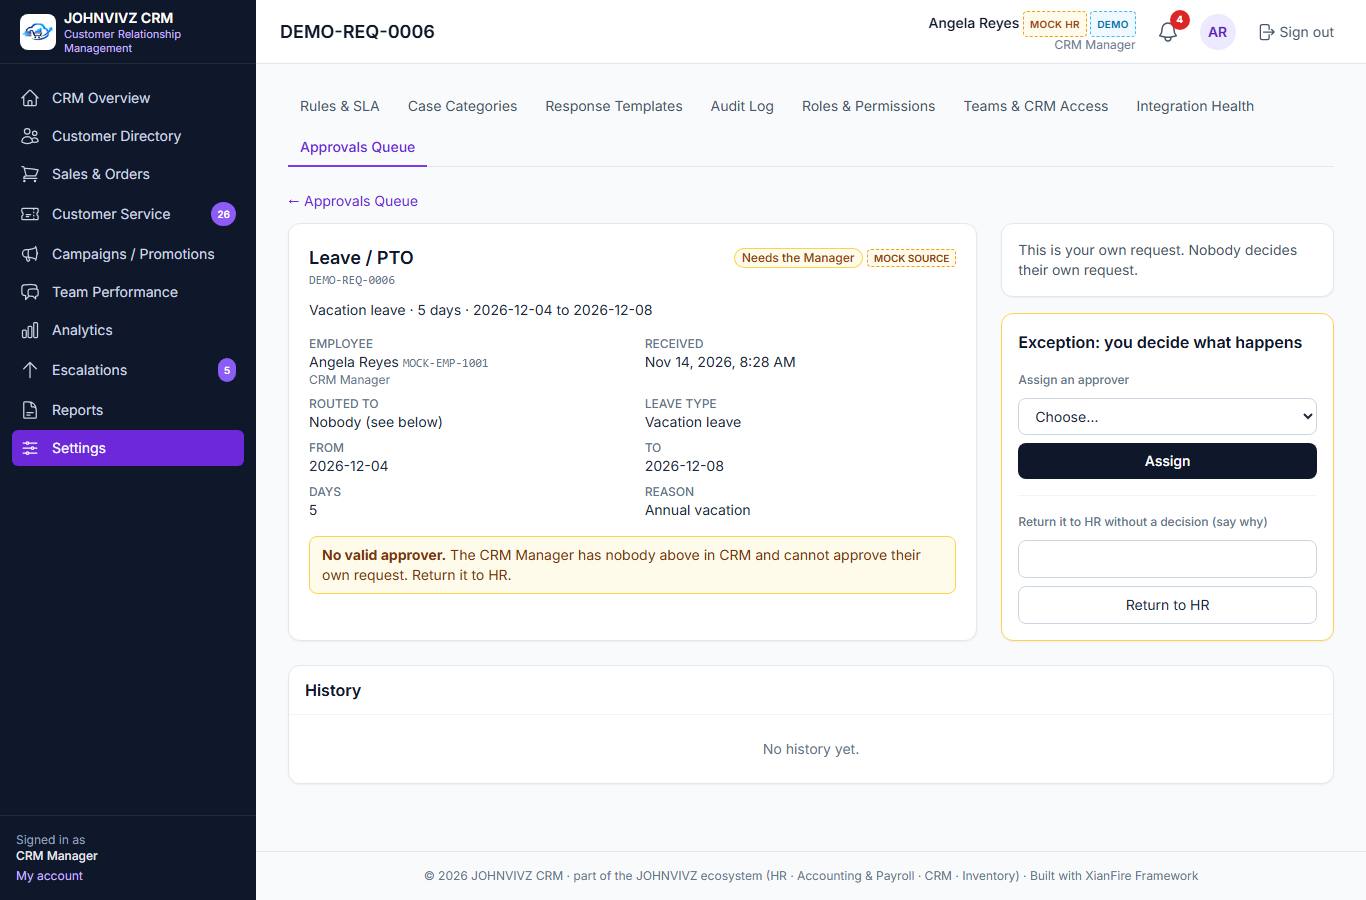 JOHNVIVZ CRM
Customer Relationship
Management
CRM Overview
Customer Directory
Sales & Orders
Customer Service 26
Campaigns / Promotions
Team Performance
Analytics
Escalations 5
Reports
Settings
Signed in as
CRM Manager
My account
DEMO-REQ-0006
Angela Reyes MOCK HR DEMO
CRM Manager
4
AR
Sign out
Rules & SLA Case Categories Response Templates Audit Log Roles & Permissions Teams & CRM Access Integration Health
Approvals Queue
← Approvals Queue
Leave / PTO Needs the Manager MOCK SOURCE
DEMO-REQ-0006
Vacation leave · 5 days · 2026-12-04 to 2026-12-08
EMPLOYEE
Angela Reyes MOCK-EMP-1001
CRM Manager
RECEIVED
Nov 14, 2026, 8:28 AM
ROUTED TO
Nobody (see below)
LEAVE TYPE
Vacation leave
FROM
2026-12-04
TO
2026-12-08
DAYS
5
REASON
Annual vacation
No valid approver. The CRM Manager has nobody above in CRM and cannot approve their
own request. Return it to HR.
This is your own request. Nobody decides
their own request.
Exception: you decide what happens
Assign an approver
Choose...
Assign
Return it to HR without a decision (say why)
Return to HR
History
No history yet.
© 2026 JOHNVIVZ CRM · part of the JOHNVIVZ ecosystem (HR · Accounting & Payroll · CRM · Inventory) · Built with XianFire Framework